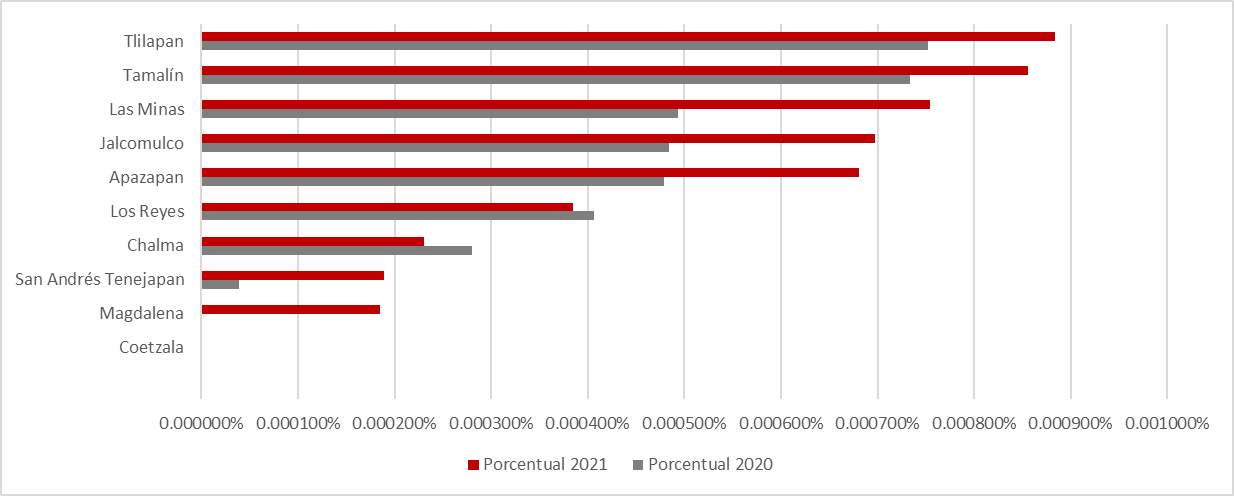 Tlilapan
Tamalín
Las Minas
Jalcomulco
Apazapan
Los Reyes
Chalma
San Andrés Tenejapan
Magdalena
Coetzala
0.000000% 0.000100% 0.000200% 0.000300% 0.000400% 0.000500% 0.000600% 0.000700% 0.000800% 0.000900% 0.001000%
Porcentual 2021 Porcentual 2020